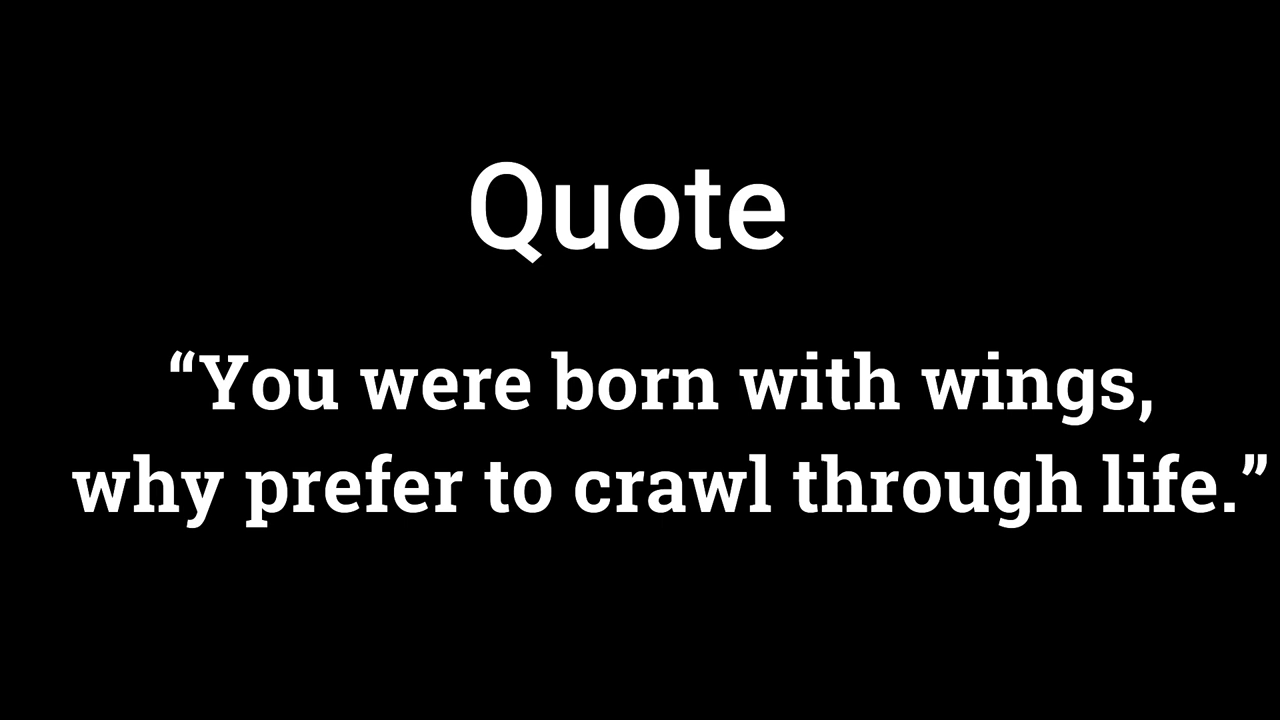 Quote
“You were born with wings,
why prefer to crawl through life.”